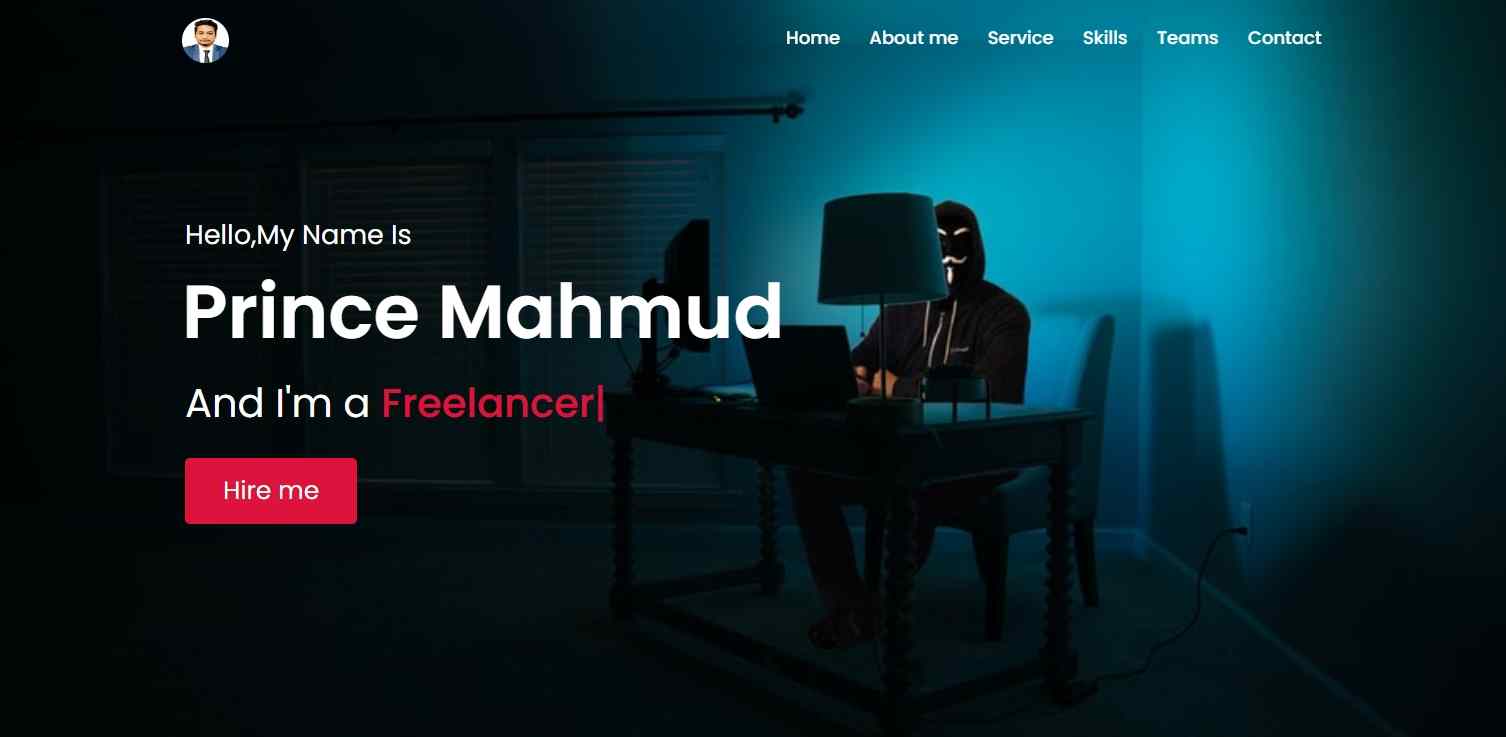 Home About me Service Skills Teams Contact
Hello,My Name Is
Prince Mahmud
And I'm a Freelancer|
Hire me